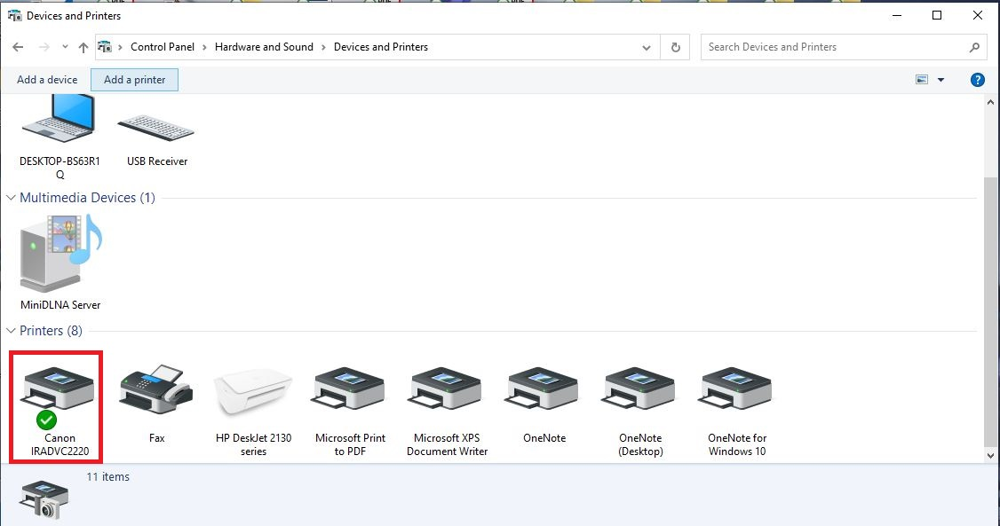 Devices and Printers
Control Panel > Hardware and Sound > Devices and Printers
Search Devices and Printers
Add a device
Add a printer
?
DESKTOP-BS63R1
Q
USB Receiver
Multimedia Devices (1)
MiniDLNA Server
Printers (8)
Canon
IRADVC2220
Fax
HP DeskJet 2130
series
Microsoft Print
to PDF
Microsoft XPS
Document Writer
OneNote
OneNote
(Desktop)
OneNote for
Windows 10
11 items